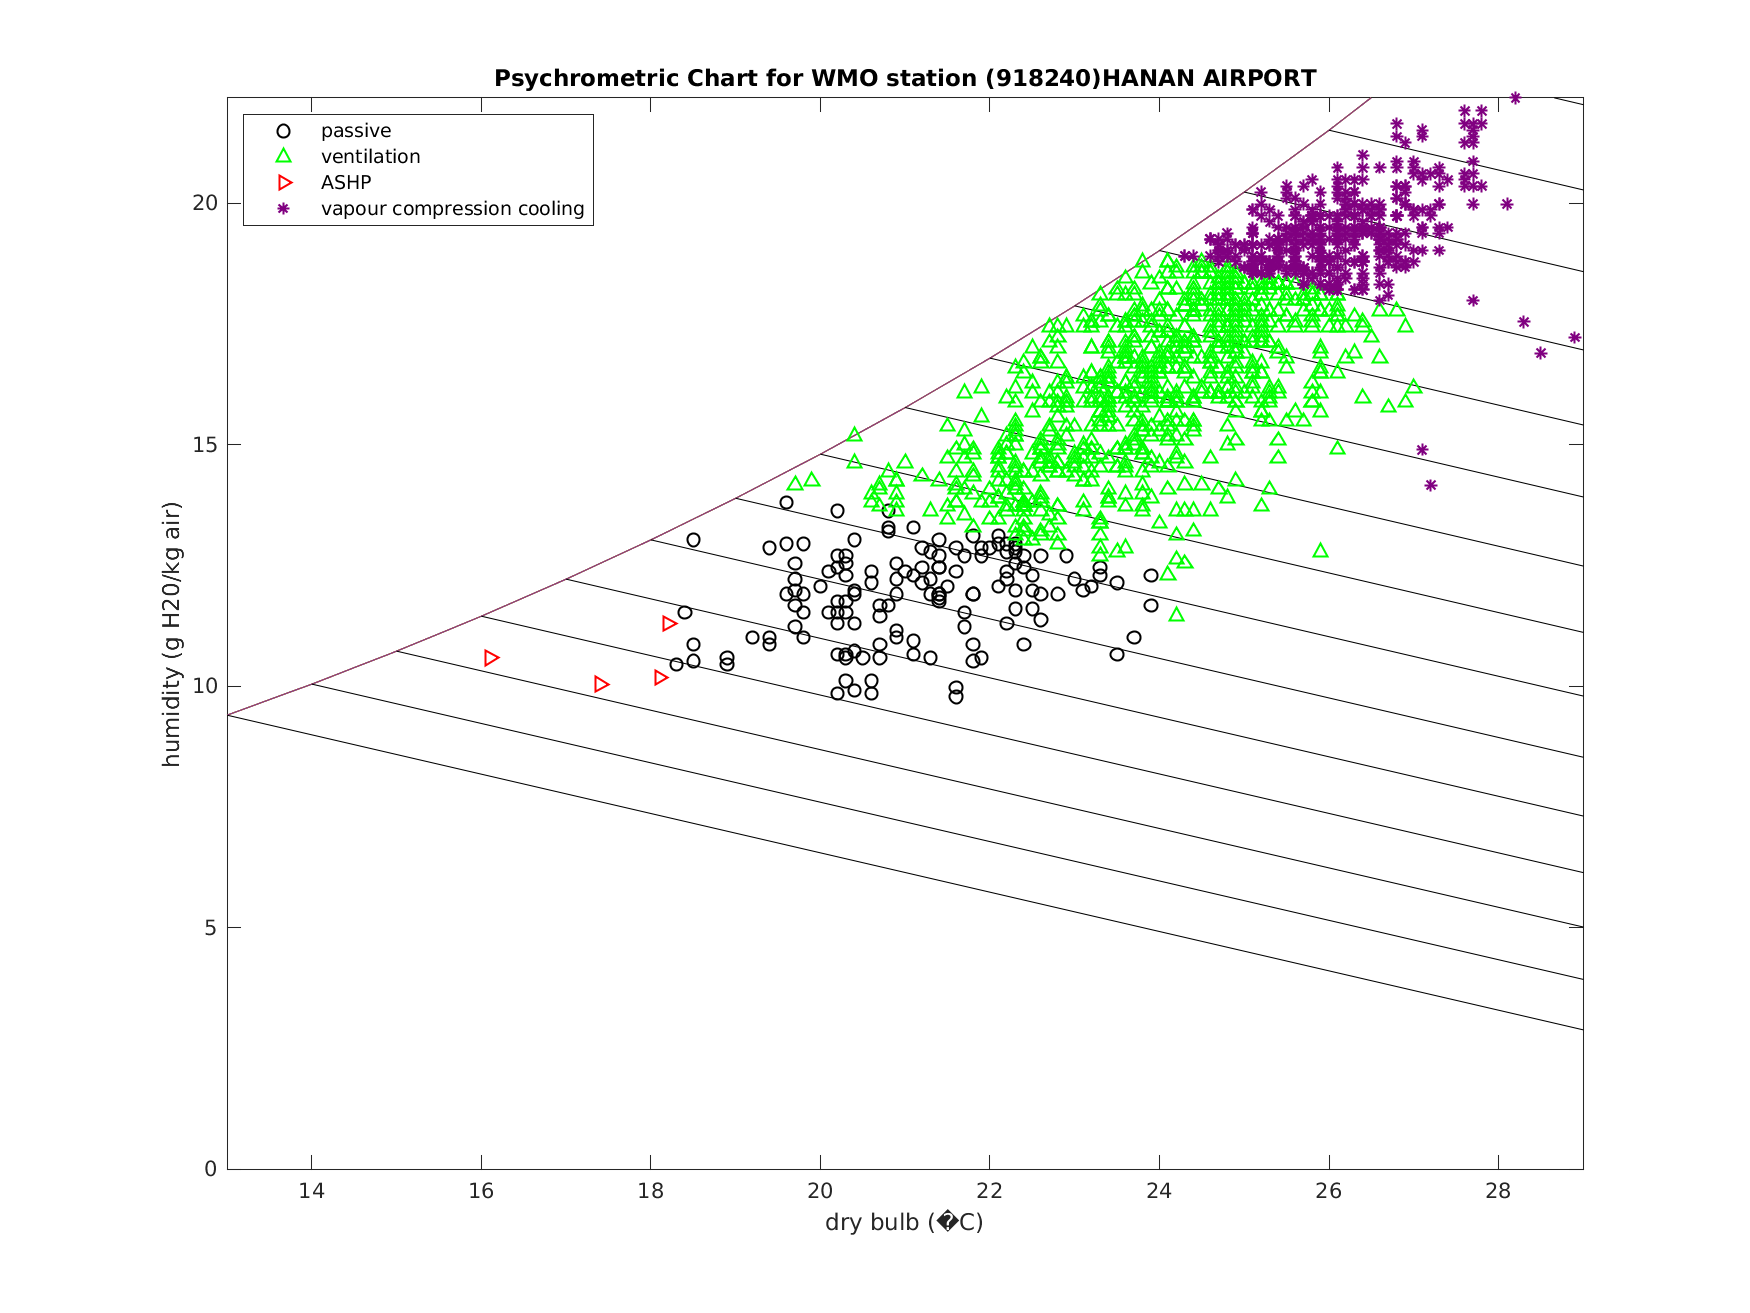 Psychrometric Chart for WMO station (918240)HANAN AIRPORT
passive
ventilation
ASHP
vapour compression cooling
humidity (g H20/kg air)
20
15
10
5
0
14 16 18 20 22 24 26 28
dry bulb (�C)